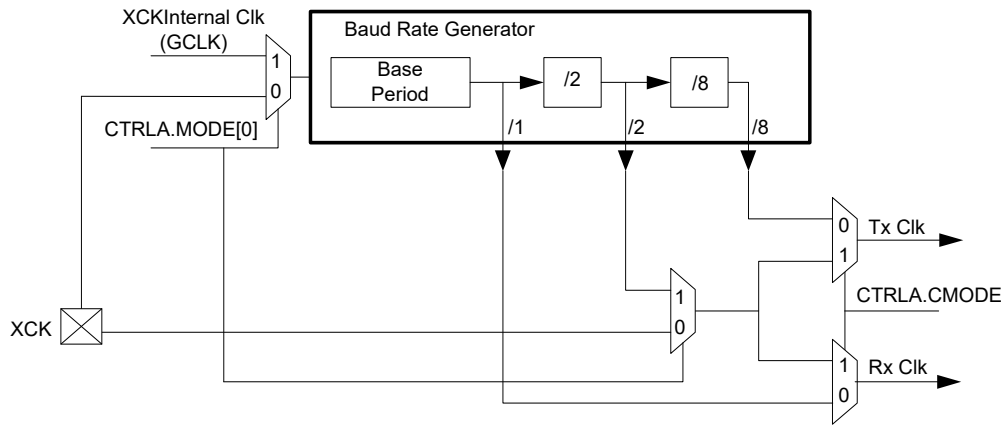 XCKInternal Clk
(GCLK)
Baud Rate Generator
1
0
Base
Period
/2
/8
CTRLA.MODE[0]
/1
/2
/8
0
1
Tx Clk
CTRLA.CMODE
1
0
XCK
1
0
Rx Clk